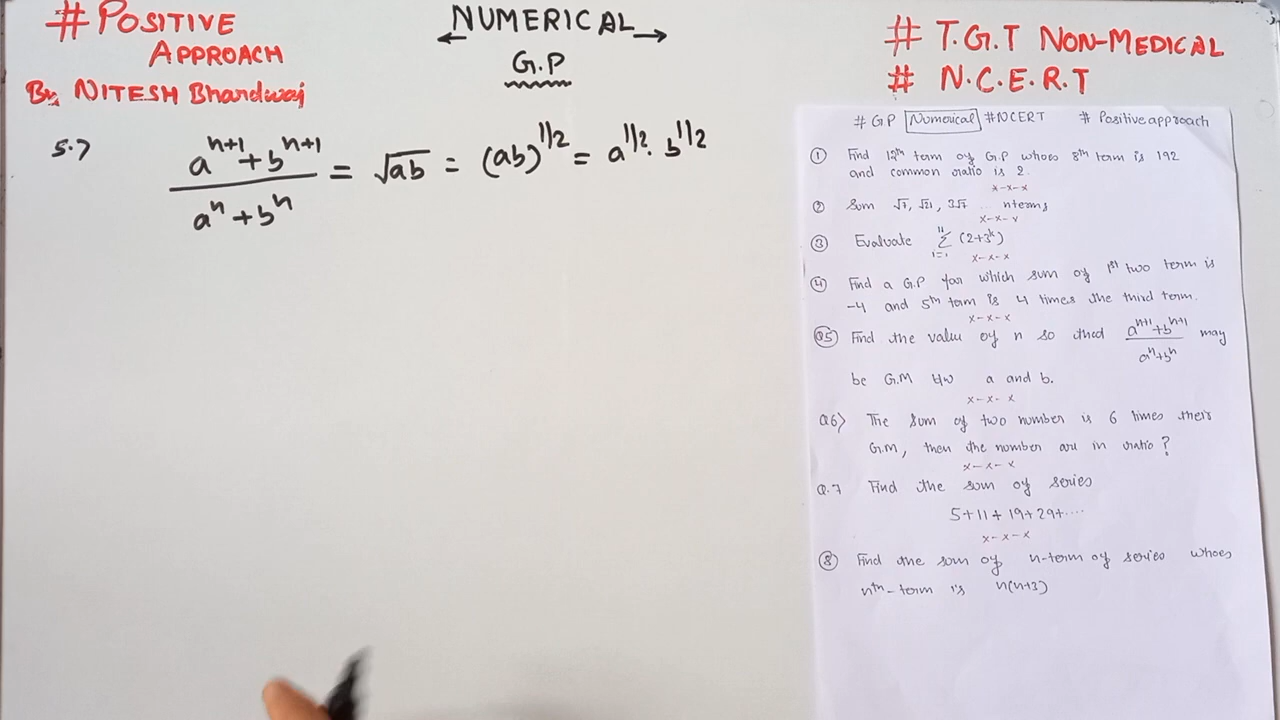 # POSITIVE
APPROACH
By NITESH Bhardwaj
NUMERICAL
G.P
# T.G.T NON-MEDICAL
# N.C.E.R.T
5.7
a^{n+1} + b^{n+1} / a^n + b^n = √ab = (ab)^{1/2} = a^{1/2} . b^{1/2}
# GP Numerical #NCERT # Positive approach
① Find 12th term of G.P whose 8th term is 192
and common ratio is 2.
x-x-x
② Sum √7, √21, 3√7 .. n terms
x-x-x
③ Evaluate 11 Σ i=1 (2+3^k)
x-x-x
④ Find a G.P for which sum of 1st two term is
-4 and 5th term is 4 times the third term.
x-x-x
Q5 Find the value of n so that a^{n+1}+b^{n+1} / a^n+b^n may
be G.M b/w a and b.
x-x-x
Q6) The sum of two number is 6 times their
G.M, then the number are in ratio?
x-x-x
Q.7 Find the sum of series
5+11+19+29+....
x-x-x
⑧ Find the sum of n-term of series whoes
nth-term is n(n+3)